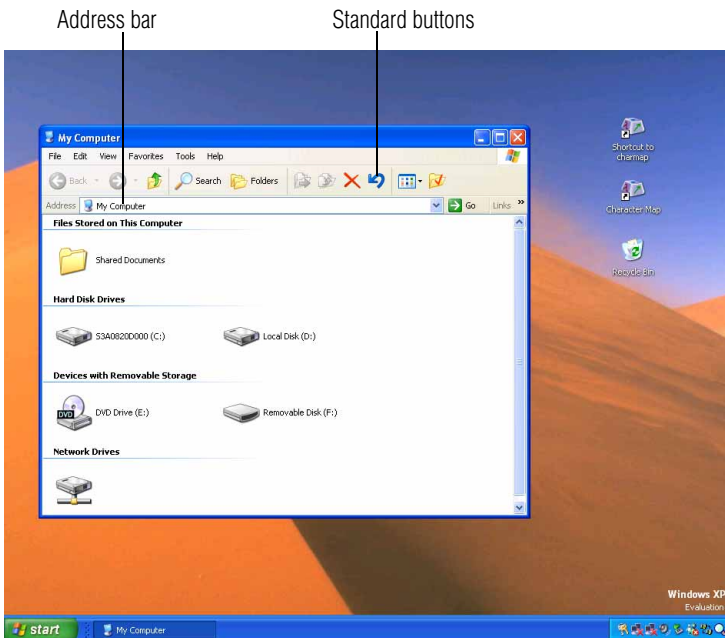 Address bar
Standard buttons
My Computer
File Edit View Favorites Tools Help
Back Search Folders
Address My Computer Go Links »
Files Stored on This Computer
Shared Documents
Hard Disk Drives
S3A0820D000 (C:) Local Disk (D:)
Devices with Removable Storage
DVD
DVD Drive (E:) Removable Disk (F:)
Network Drives
Shortcut to
charmap
Character Map
Recycle Bin
Windows XP
Evaluation
start My Computer